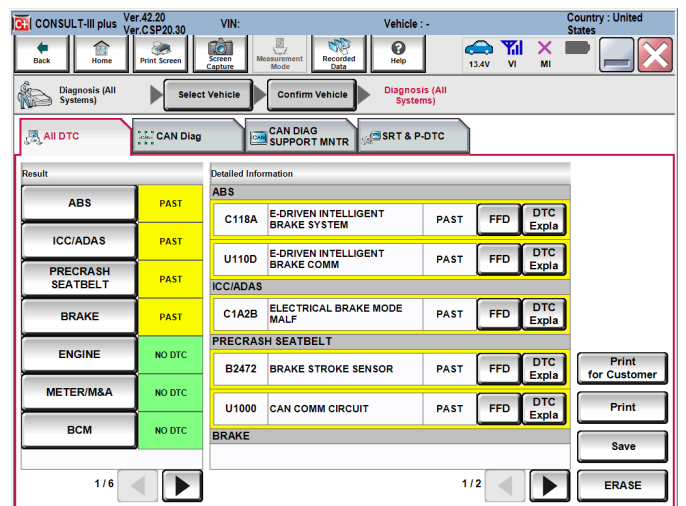 C+ CONSULT-III plus Ver.42.20 Ver.CSP20.30 VIN: Vehicle : - Country : United States
Back Home Print Screen Screen Capture Measurement Mode Recorded Data Help 13.4V VI MI
Diagnosis (All Systems) Select Vehicle Confirm Vehicle Diagnosis (All Systems)
All DTC CAN Diag CAN DIAG SUPPORT MNTR SRT & P-DTC
Result
ABS PAST
ICC/ADAS PAST
PRECRASH SEATBELT PAST
BRAKE PAST
ENGINE NO DTC
METER/M&A NO DTC
BCM NO DTC
1/6
Detailed Information
ABS
C118A E-DRIVEN INTELLIGENT BRAKE SYSTEM PAST FFD DTC Expla
U110D E-DRIVEN INTELLIGENT BRAKE COMM PAST FFD DTC Expla
ICC/ADAS
C1A2B ELECTRICAL BRAKE MODE MALF PAST FFD DTC Expla
PRECRASH SEATBELT
B2472 BRAKE STROKE SENSOR PAST FFD DTC Expla
U1000 CAN COMM CIRCUIT PAST FFD DTC Expla
BRAKE
1/2
Print for Customer
Print
Save
ERASE